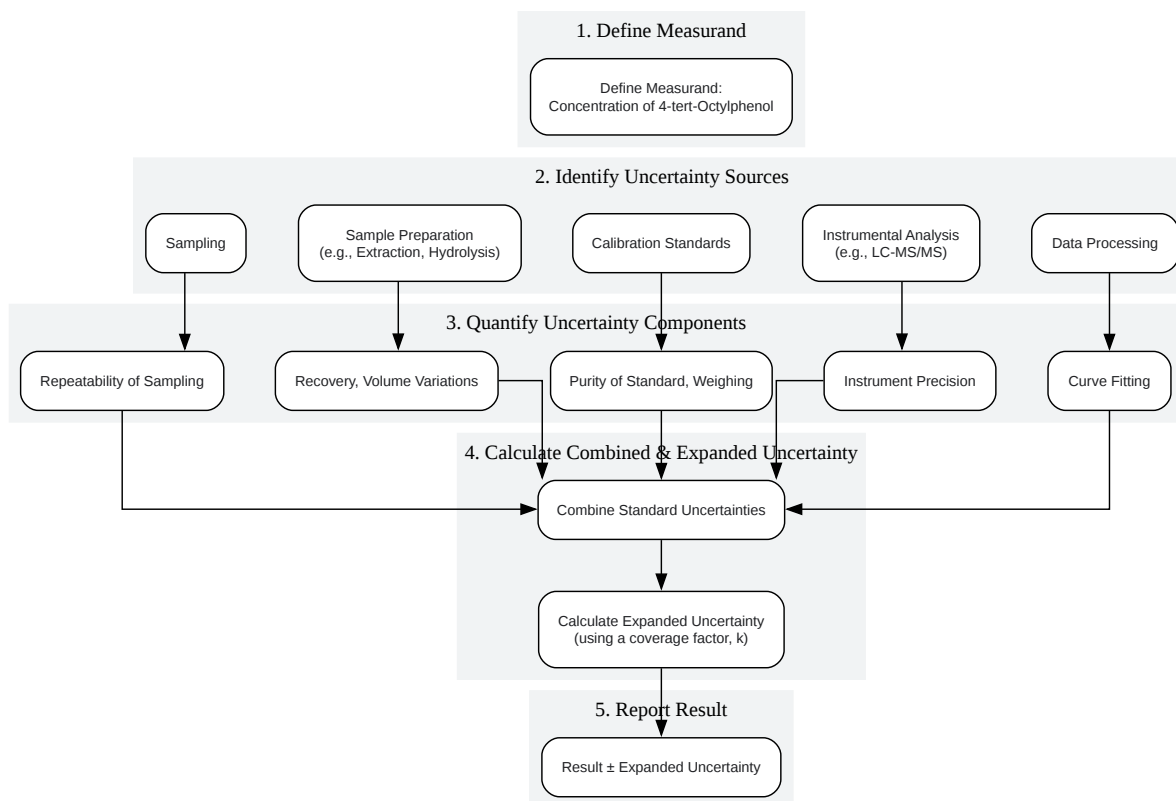 1. Define Measurand
Define Measurand:
Concentration of 4-tert-Octylphenol
2. Identify Uncertainty Sources
Sampling
Sample Preparation
(e.g., Extraction, Hydrolysis)
Calibration Standards
Instrumental Analysis
(e.g., LC-MS/MS)
Data Processing
3. Quantify Uncertainty Components
Repeatability of Sampling
Recovery, Volume Variations
Purity of Standard, Weighing
Instrument Precision
Curve Fitting
4. Calculate Combined & Expanded Uncertainty
Combine Standard Uncertainties
Calculate Expanded Uncertainty
(using a coverage factor, k)
5. Report Result
Result ± Expanded Uncertainty